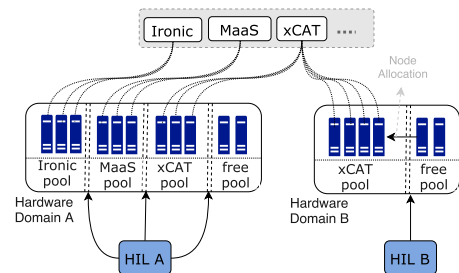 Ironic MaaS xCAT ....
Node
Allocation
Ironic
pool
MaaS
pool
xCAT
pool
free
pool
xCAT
pool
free
pool
Hardware
Domain A
Hardware
Domain B
HIL A
HIL B